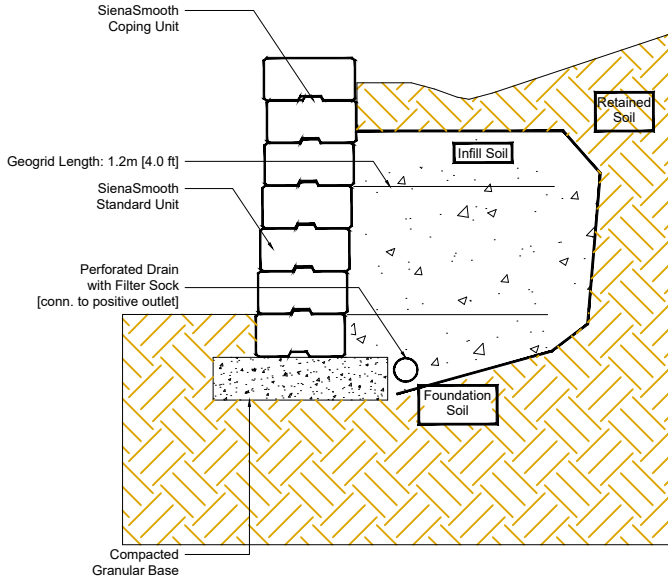 SienaSmooth
Coping Unit
Retained
Soil
Infill Soil
Geogrid Length: 1.2m [4.0 ft]
SienaSmooth
Standard Unit
Perforated Drain
with Filter Sock
[conn. to positive outlet]
Foundation
Soil
Compacted
Granular Base